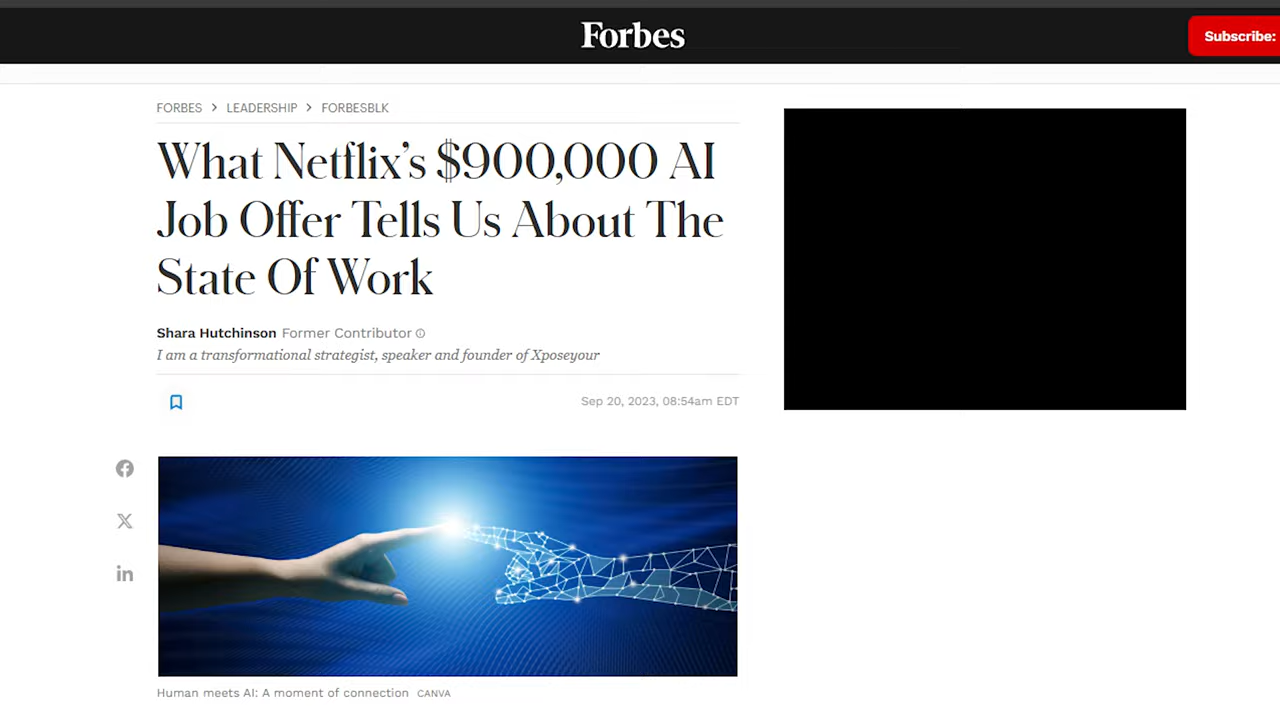 Forbes
Subscribe:
FORBES > LEADERSHIP > FORBESBLK
What Netflix’s $900,000 AI
Job Offer Tells Us About The
State Of Work
Shara Hutchinson Former Contributor
I am a transformational strategist, speaker and founder of Xposeyour
Sep 20, 2023, 08:54am EDT
Human meets AI: A moment of connection CANVA